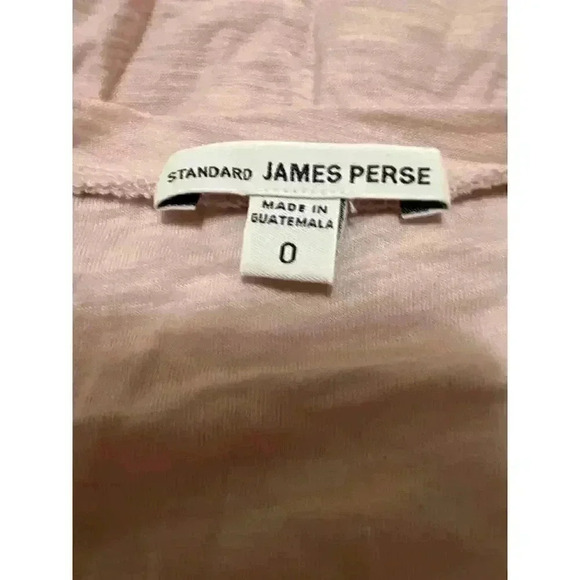 STANDARD JAMES PERSE
MADE IN
GUATEMALA
0